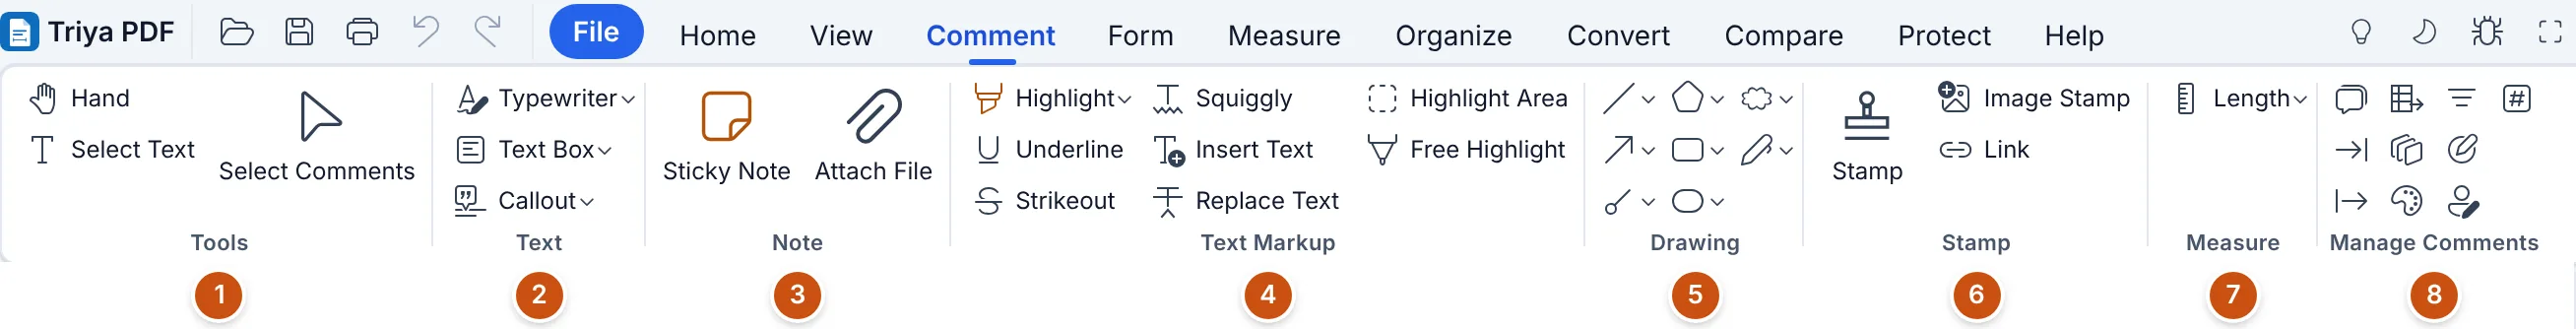 Triya PDF File Home View Comment Form Measure Organize Convert Compare Protect Help
Hand
Select Text
Select Comments
Tools
Typewriter
Text Box
Callout
Text
Sticky Note
Attach File
Note
Highlight
Underline
Strikeout
Squiggly
Insert Text
Replace Text
Highlight Area
Free Highlight
Text Markup
Drawing
Stamp
Image Stamp
Link
Stamp
Length
Measure
Manage Comments
1 2 3 4 5 6 7 8